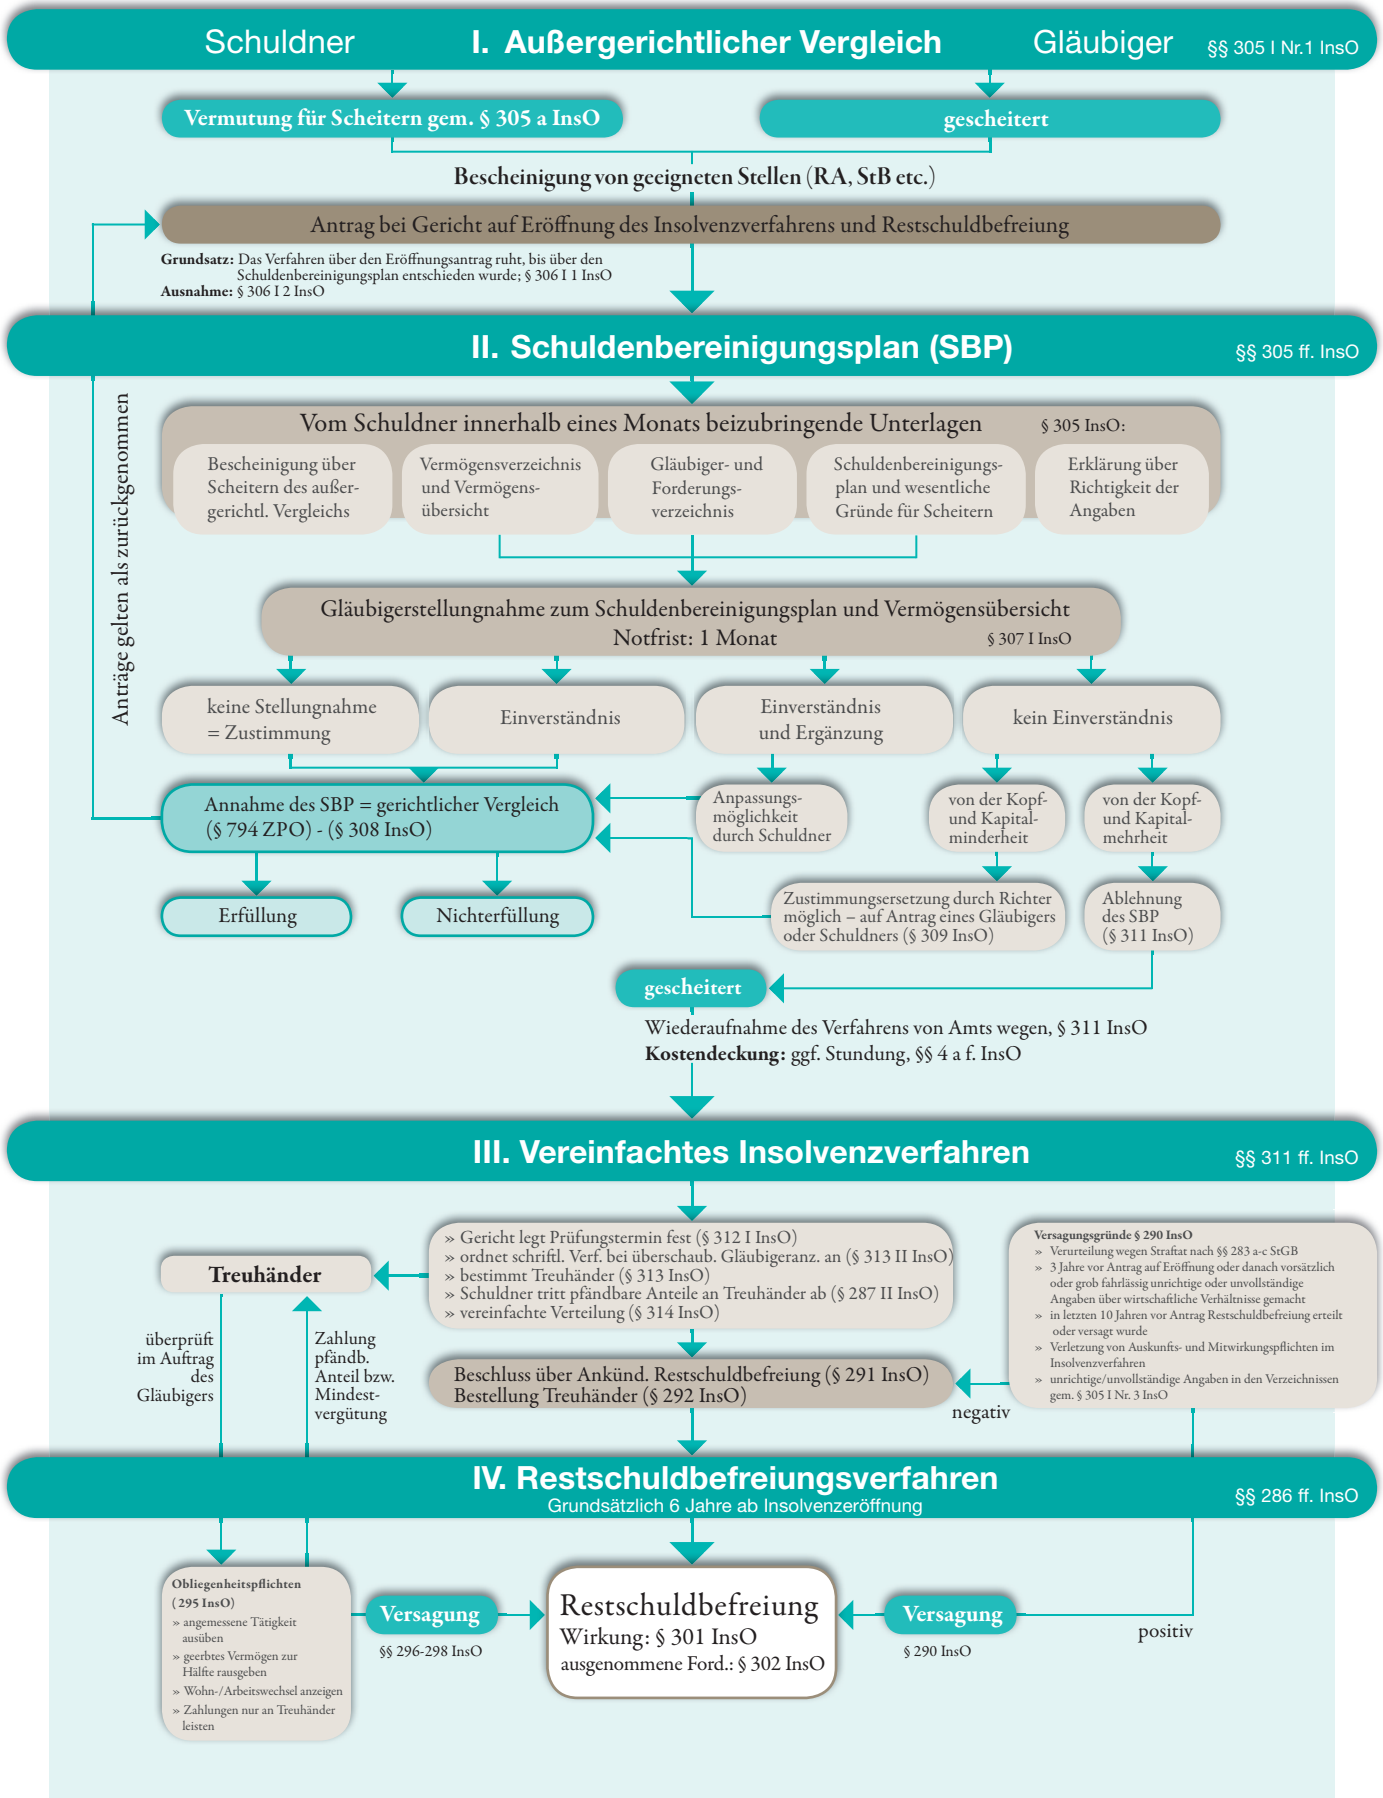 Schuldner I. Außergerichtlicher Vergleich Gläubiger §§ 305 I Nr.1 InsO
Vermutung für Scheitern gem. § 305 a InsO
gescheitert
Bescheinigung von geeigneten Stellen (RA, StB etc.)
Antrag bei Gericht auf Eröffnung des Insolvenzverfahrens und Restschuldbefreiung
Grundsatz: Das Verfahren über den Eröffnungsantrag ruht, bis über den
Schuldenbereinigungsplan entschieden wurde; § 306 I 1 InsO
Ausnahme: § 306 I 2 InsO
II. Schuldenbereinigungsplan (SBP) §§ 305 ff. InsO
Anträge gelten als zurückgenommen
Vom Schuldner innerhalb eines Monats beizubringende Unterlagen § 305 InsO:
Bescheinigung über
Scheitern des außer-
gerichtl. Vergleichs
Vermögensverzeichnis
und Vermögens-
übersicht
Gläubiger- und
Forderungs-
verzeichnis
Schuldenbereinigungs-
plan und wesentliche
Gründe für Scheitern
Erklärung über
Richtigkeit der
Angaben
Gläubigerstellungnahme zum Schuldenbereinigungsplan und Vermögensübersicht
Notfrist: 1 Monat § 307 I InsO
keine Stellungnahme
= Zustimmung
Einverständnis
Einverständnis
und Ergänzung
kein Einverständnis
Annahme des SBP = gerichtlicher Vergleich
(§ 794 ZPO) - (§ 308 InsO)
Anpassungs-
möglichkeit
durch Schuldner
von der Kopf-
und Kapital-
minderheit
von der Kopf-
und Kapital-
mehrheit
Erfüllung
Nichterfüllung
Zustimmungsersetzung durch Richter
möglich – auf Antrag eines Gläubigers
oder Schuldners (§ 309 InsO)
Ablehnung
des SBP
(§ 311 InsO)
gescheitert
Wiederaufnahme des Verfahrens von Amts wegen, § 311 InsO
Kostendeckung: ggf. Stundung, §§ 4 a f. InsO
III. Vereinfachtes Insolvenzverfahren §§ 311 ff. InsO
Treuhänder
» Gericht legt Prüfungstermin fest (§ 312 I InsO)
» ordnet schriftl. Verf. bei überschaub. Gläubigeranz. an (§ 313 II InsO)
» bestimmt Treuhänder (§ 313 InsO)
» Schuldner tritt pfändbare Anteile an Treuhänder ab (§ 287 II InsO)
» vereinfachte Verteilung (§ 314 InsO)
Versagungsgründe § 290 InsO
» Verurteilung wegen Straftat nach §§ 283 a-c StGB
» 3 Jahre vor Antrag auf Eröffnung oder danach vorsätzlich
oder grob fahrlässig unrichtige oder unvollständige
Angaben über wirtschaftliche Verhältnisse gemacht
» in letzten 10 Jahren vor Antrag Restschuldbefreiung erteilt
oder versagt wurde
» Verletzung von Auskunfts- und Mitwirkungspflichten im
Insolvenzverfahren
» unrichtige/unvollständige Angaben in den Verzeichnissen
gem. § 305 I Nr. 3 InsO
überprüft
im Auftrag
des
Gläubigers
Zahlung
pfändb.
Anteil bzw.
Mindest-
vergütung
Beschluss über Ankünd. Restschuldbefreiung (§ 291 InsO)
Bestellung Treuhänder (§ 292 InsO)
negativ
IV. Restschuldbefreiungsverfahren
Grundsätzlich 6 Jahre ab Insolvenzeröffnung
§§ 286 ff. InsO
Obliegenheitspflichten
( 295 InsO)
» angemessene Tätigkeit
ausüben
» geerbtes Vermögen zur
Hälfte rausgeben
» Wohn-/Arbeitswechsel anzeigen
» Zahlungen nur an Treuhänder
leisten
Versagung
§§ 296-298 InsO
Restschuldbefreiung
Wirkung: § 301 InsO
ausgenommene Ford.: § 302 InsO
Versagung
§ 290 InsO
positiv